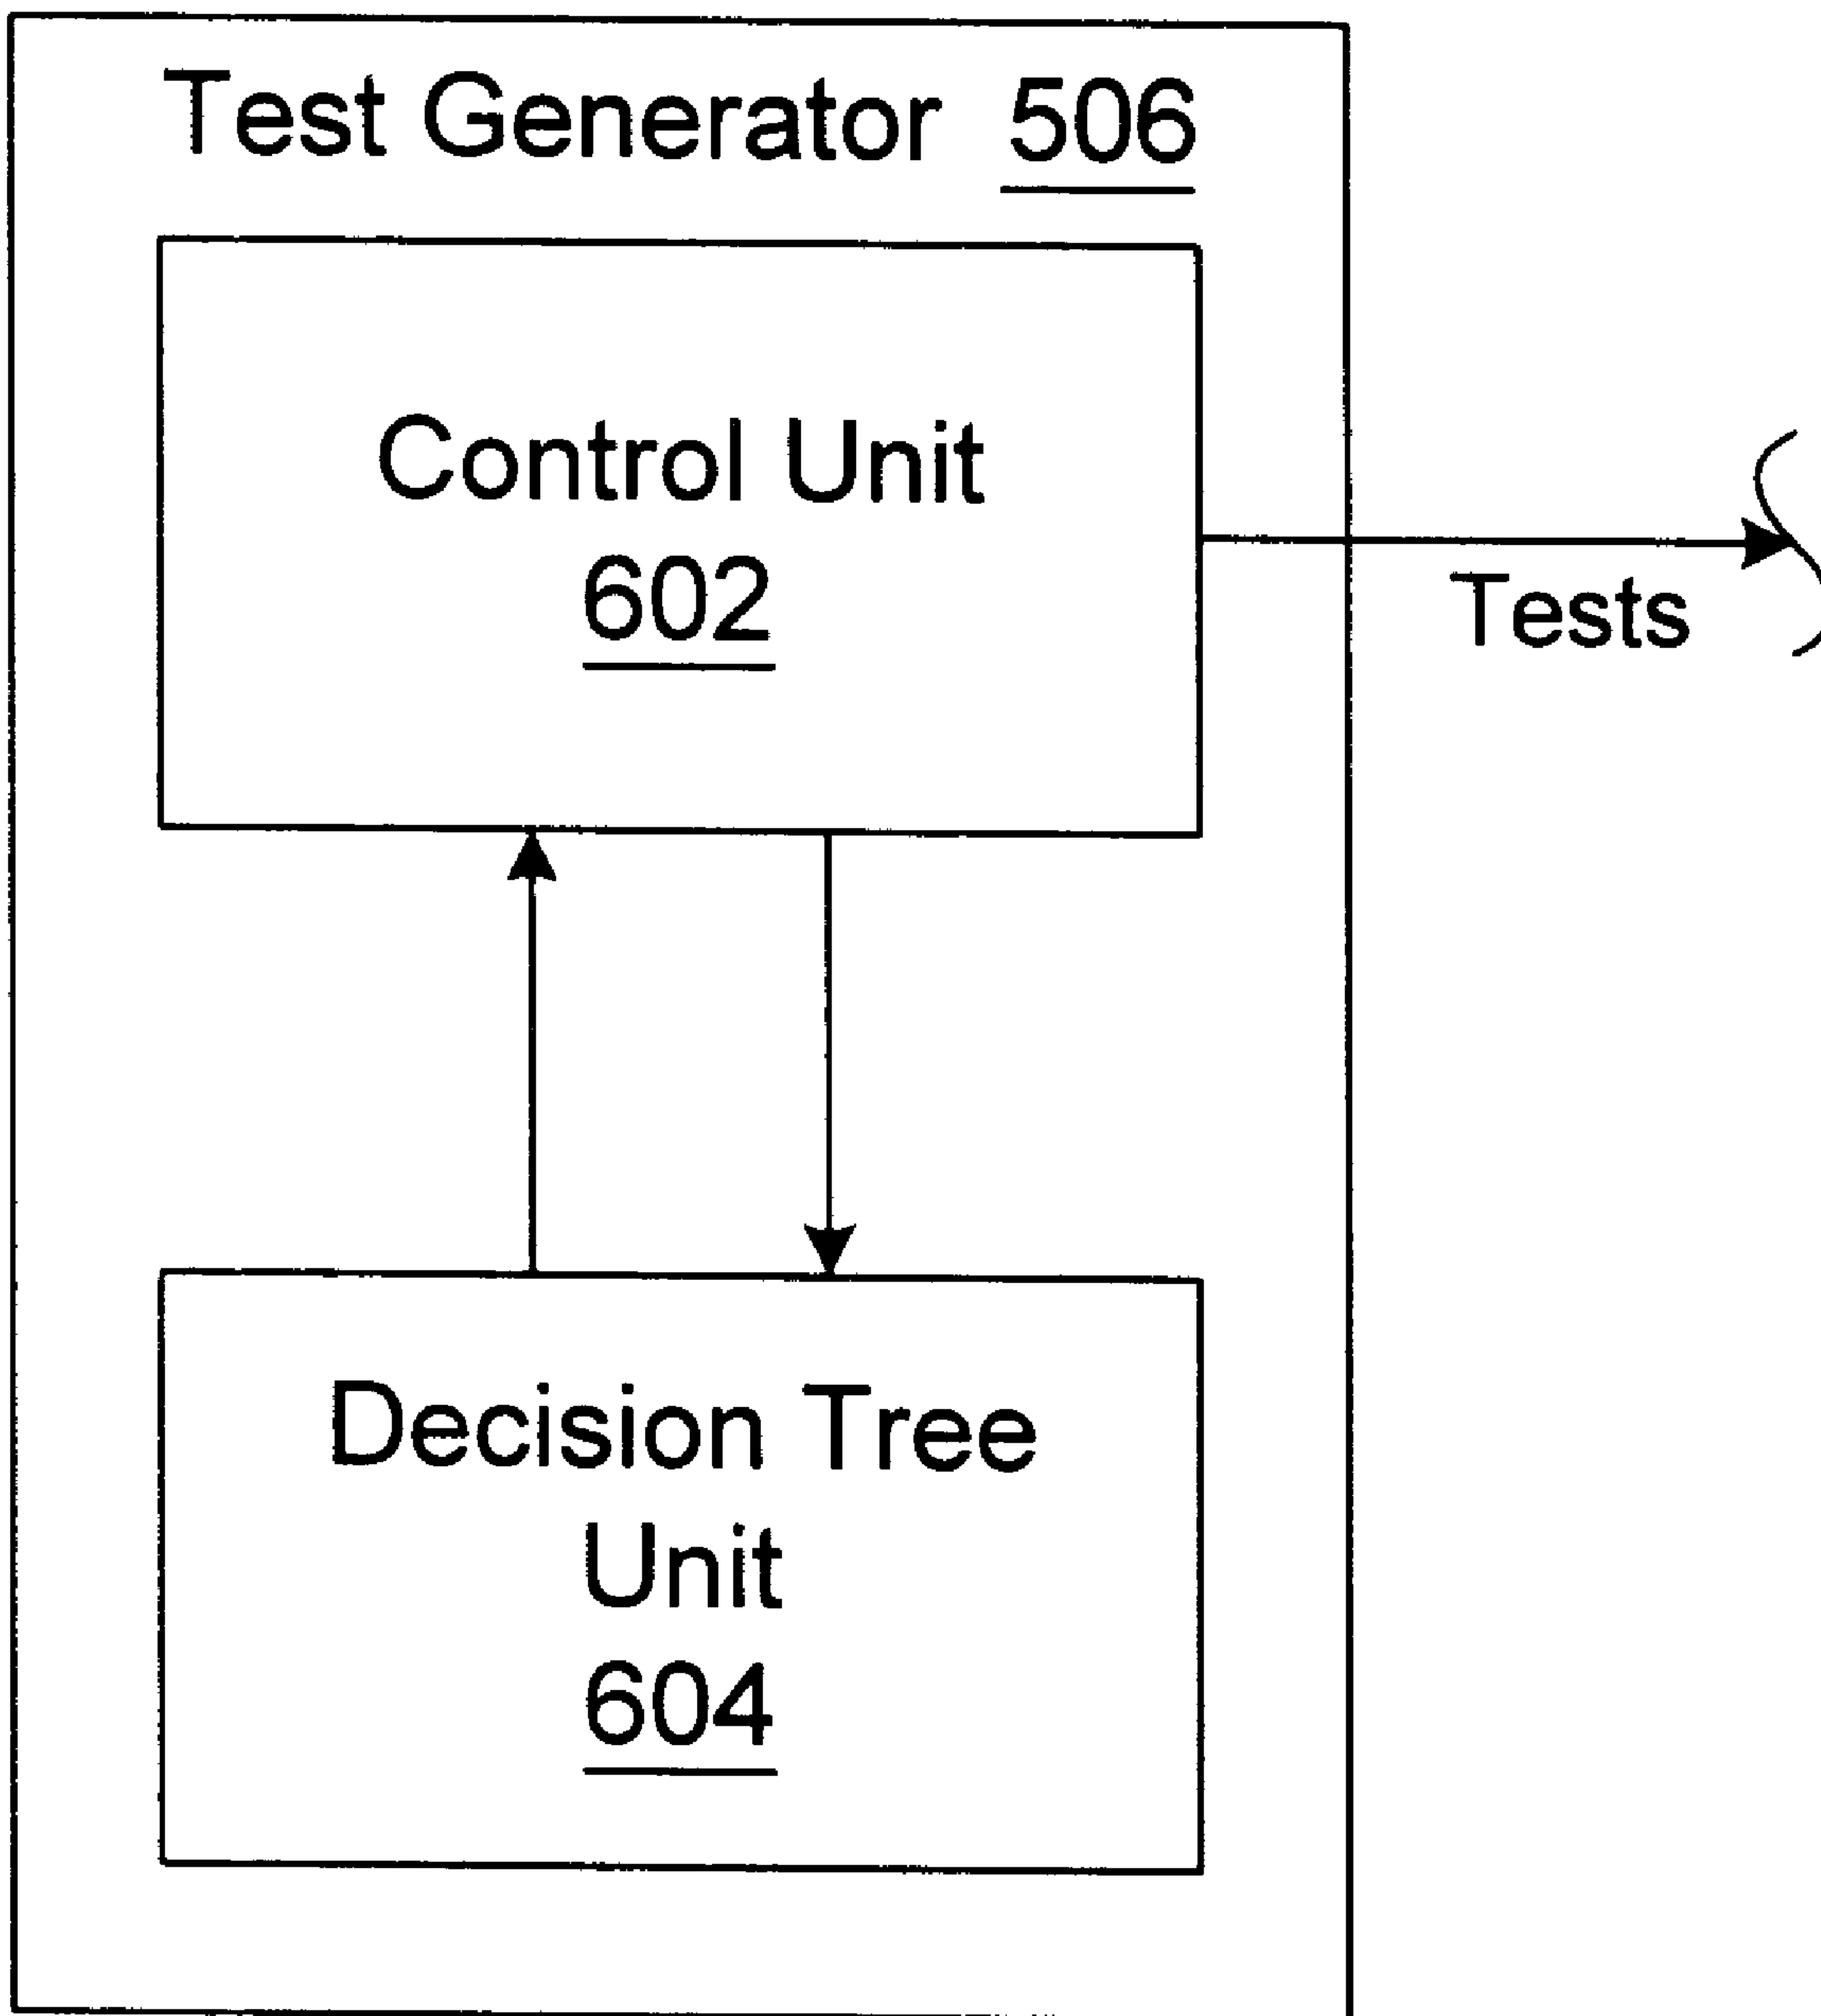 Test Generator 506
Control Unit
602
Tests
Decision Tree
Unit
604